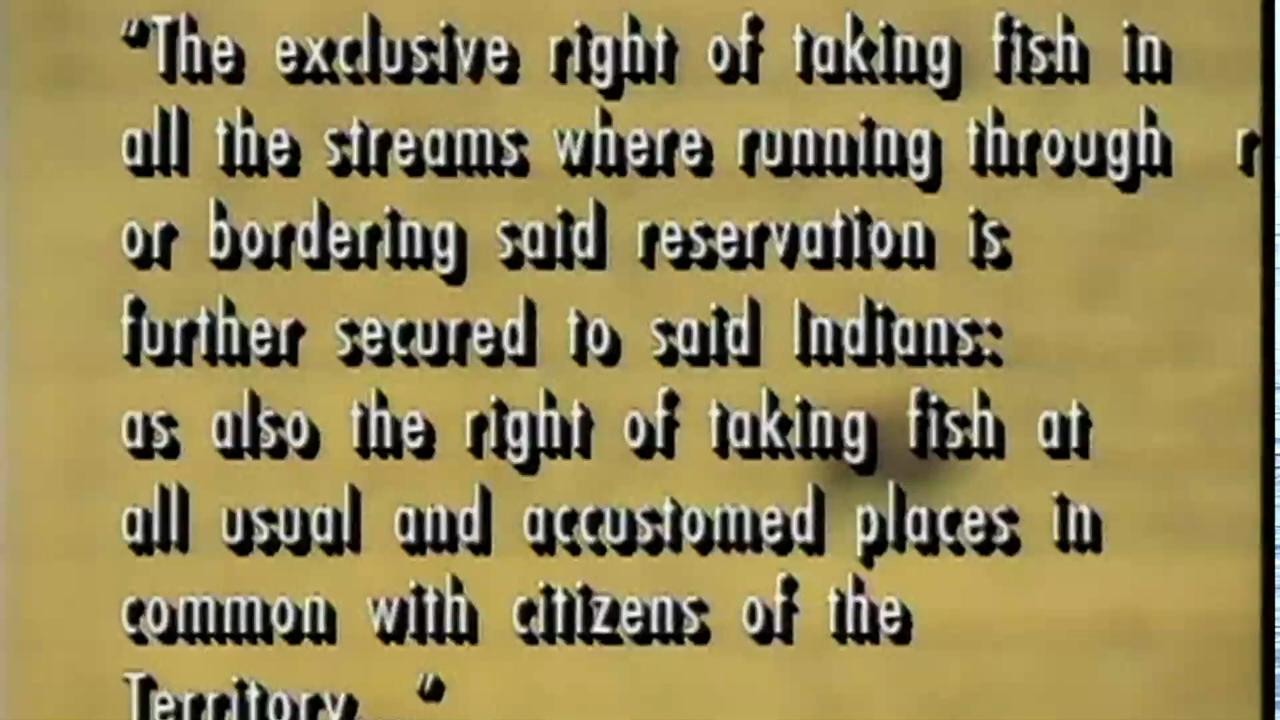 "The exclusive right of taking fish in
all the streams where running through r
or bordering said reservation is
further secured to said Indians:
as also the right of taking fish at
all usual and accustomed places in
common with citizens of the
Territory... "